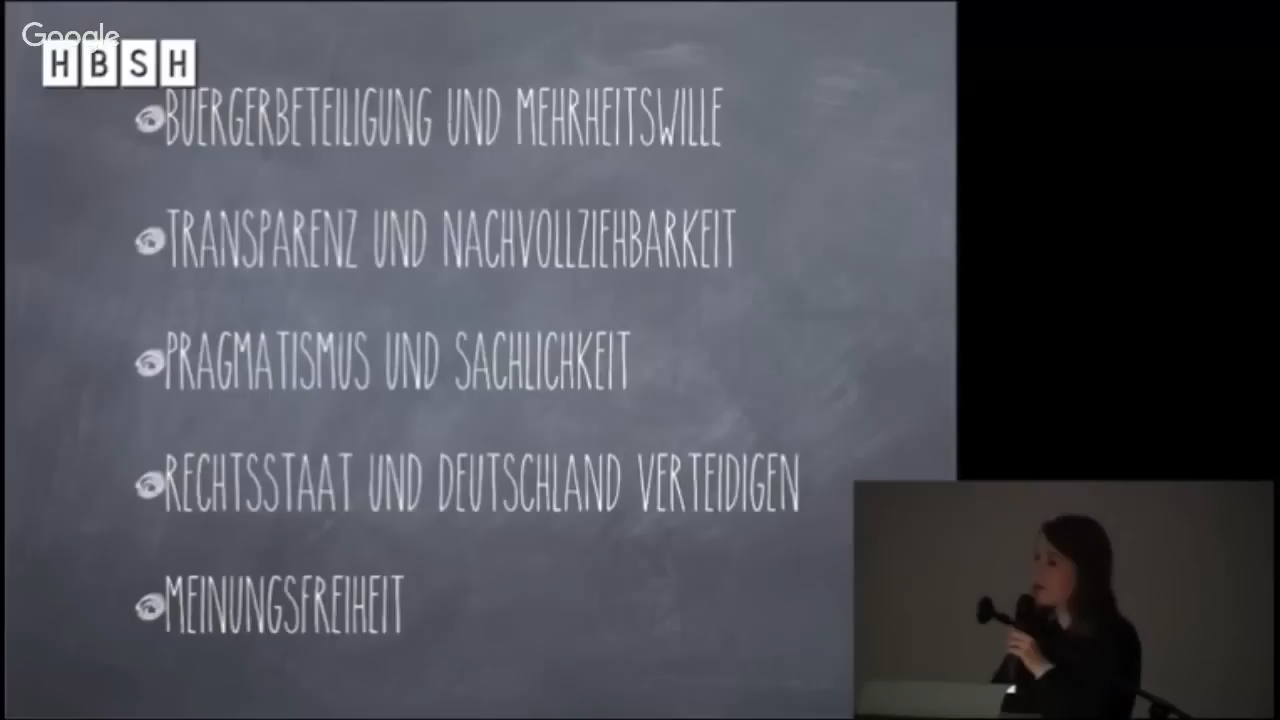 Google
HBSH
BUERGERBETEILIGUNG UND MEHRHEITSWILLE
TRANSPARENZ UND NACHVOLLZIEHBARKEIT
PRAGMATISMUS UND SACHLICHKEIT
RECHTSSTAAT UND DEUTSCHLAND VERTEIDIGEN
MEINUNGSFREIHEIT